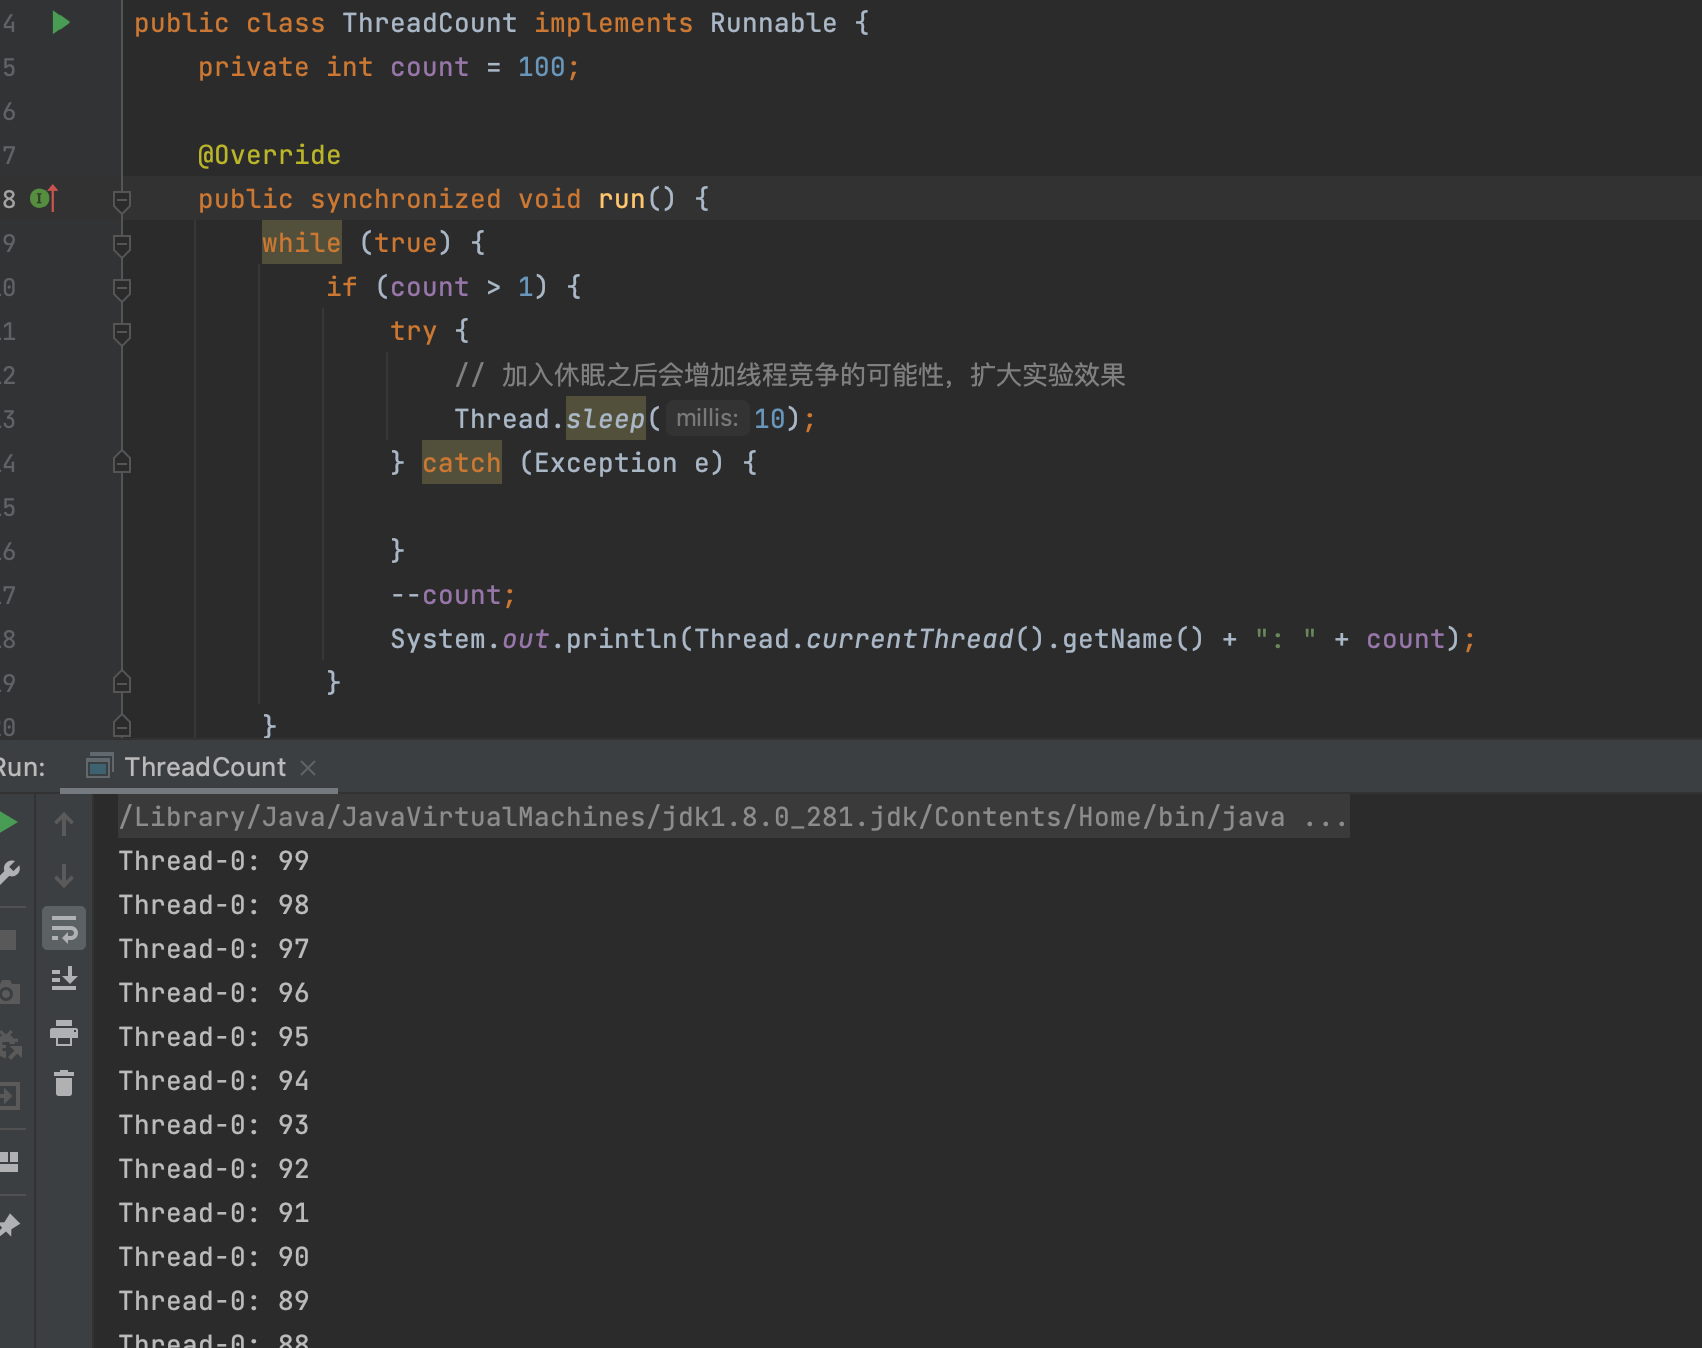 4 public class ThreadCount implements Runnable {
5 private int count = 100;
6
7 @Override
8 public synchronized void run() {
9 while (true) {
0 if (count > 1) {
1 try {
2 // 加入休眠之后会增加线程竞争的可能性，扩大实验效果
3 Thread.sleep( millis: 10);
4 } catch (Exception e) {
5
6 }
7 --count;
8 System.out.println(Thread.currentThread().getName() + ": " + count);
9 }
0 }
Run: ThreadCount
/Library/Java/JavaVirtualMachines/jdk1.8.0_281.jdk/Contents/Home/bin/java ...
Thread-0: 99
Thread-0: 98
Thread-0: 97
Thread-0: 96
Thread-0: 95
Thread-0: 94
Thread-0: 93
Thread-0: 92
Thread-0: 91
Thread-0: 90
Thread-0: 89
Thread-0: 88